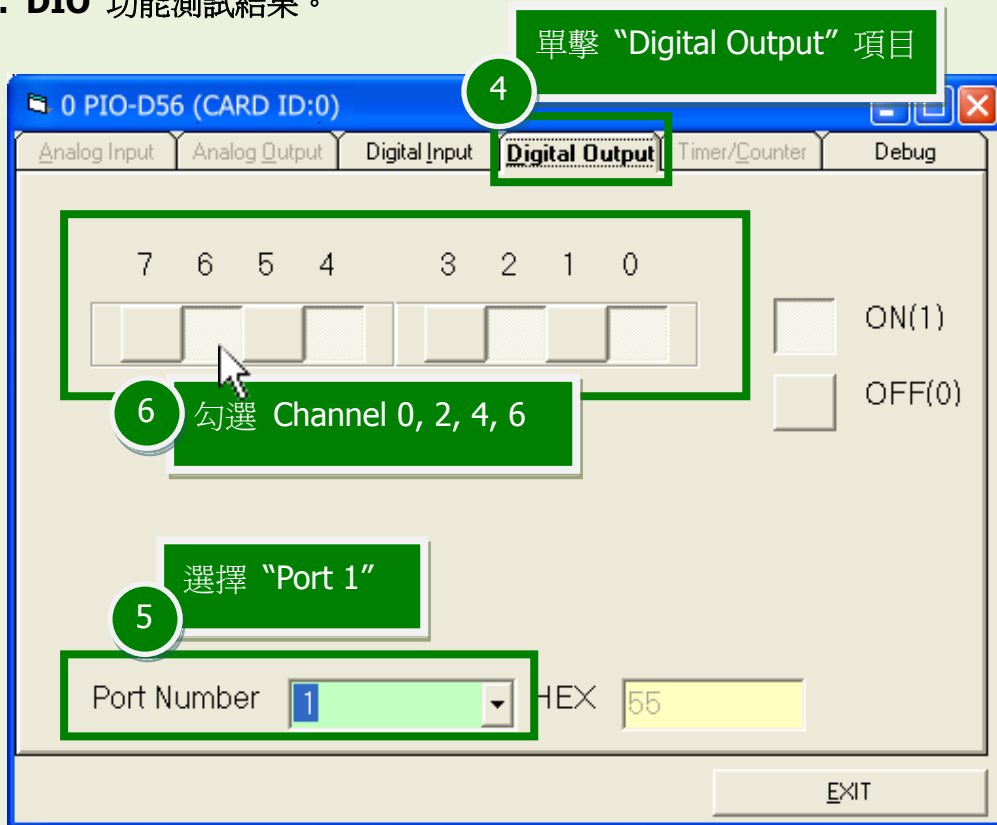 . DIO 功能測試結果。
單擊 “Digital Output” 項目
4
0 PIO-D56 (CARD ID:0)
Analog Input Analog Output Digital Input Digital Output Timer/Counter Debug
7 6 5 4 3 2 1 0
ON(1)
OFF(0)
6 勾選 Channel 0, 2, 4, 6
選擇 “Port 1”
5
Port Number 1 HEX 55
EXIT